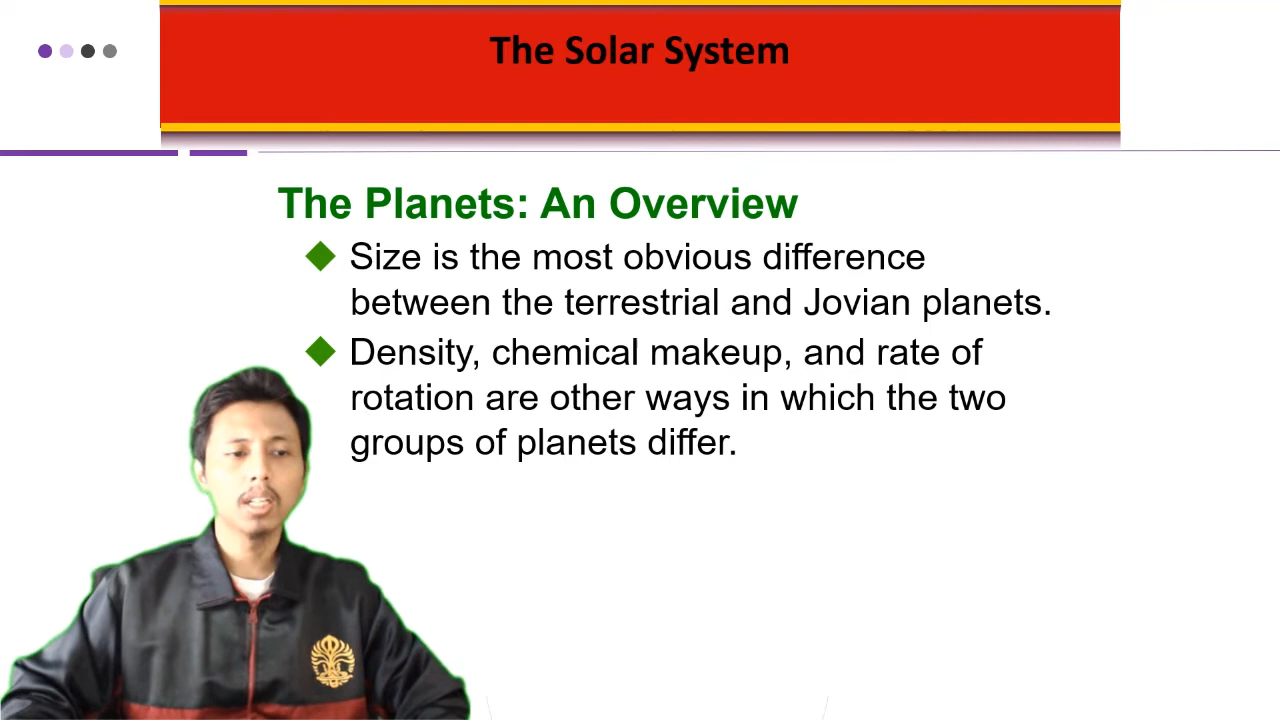 The Solar System
The Planets: An Overview
Size is the most obvious difference
between the terrestrial and Jovian planets.
Density, chemical makeup, and rate of
rotation are other ways in which the two
groups of planets differ.